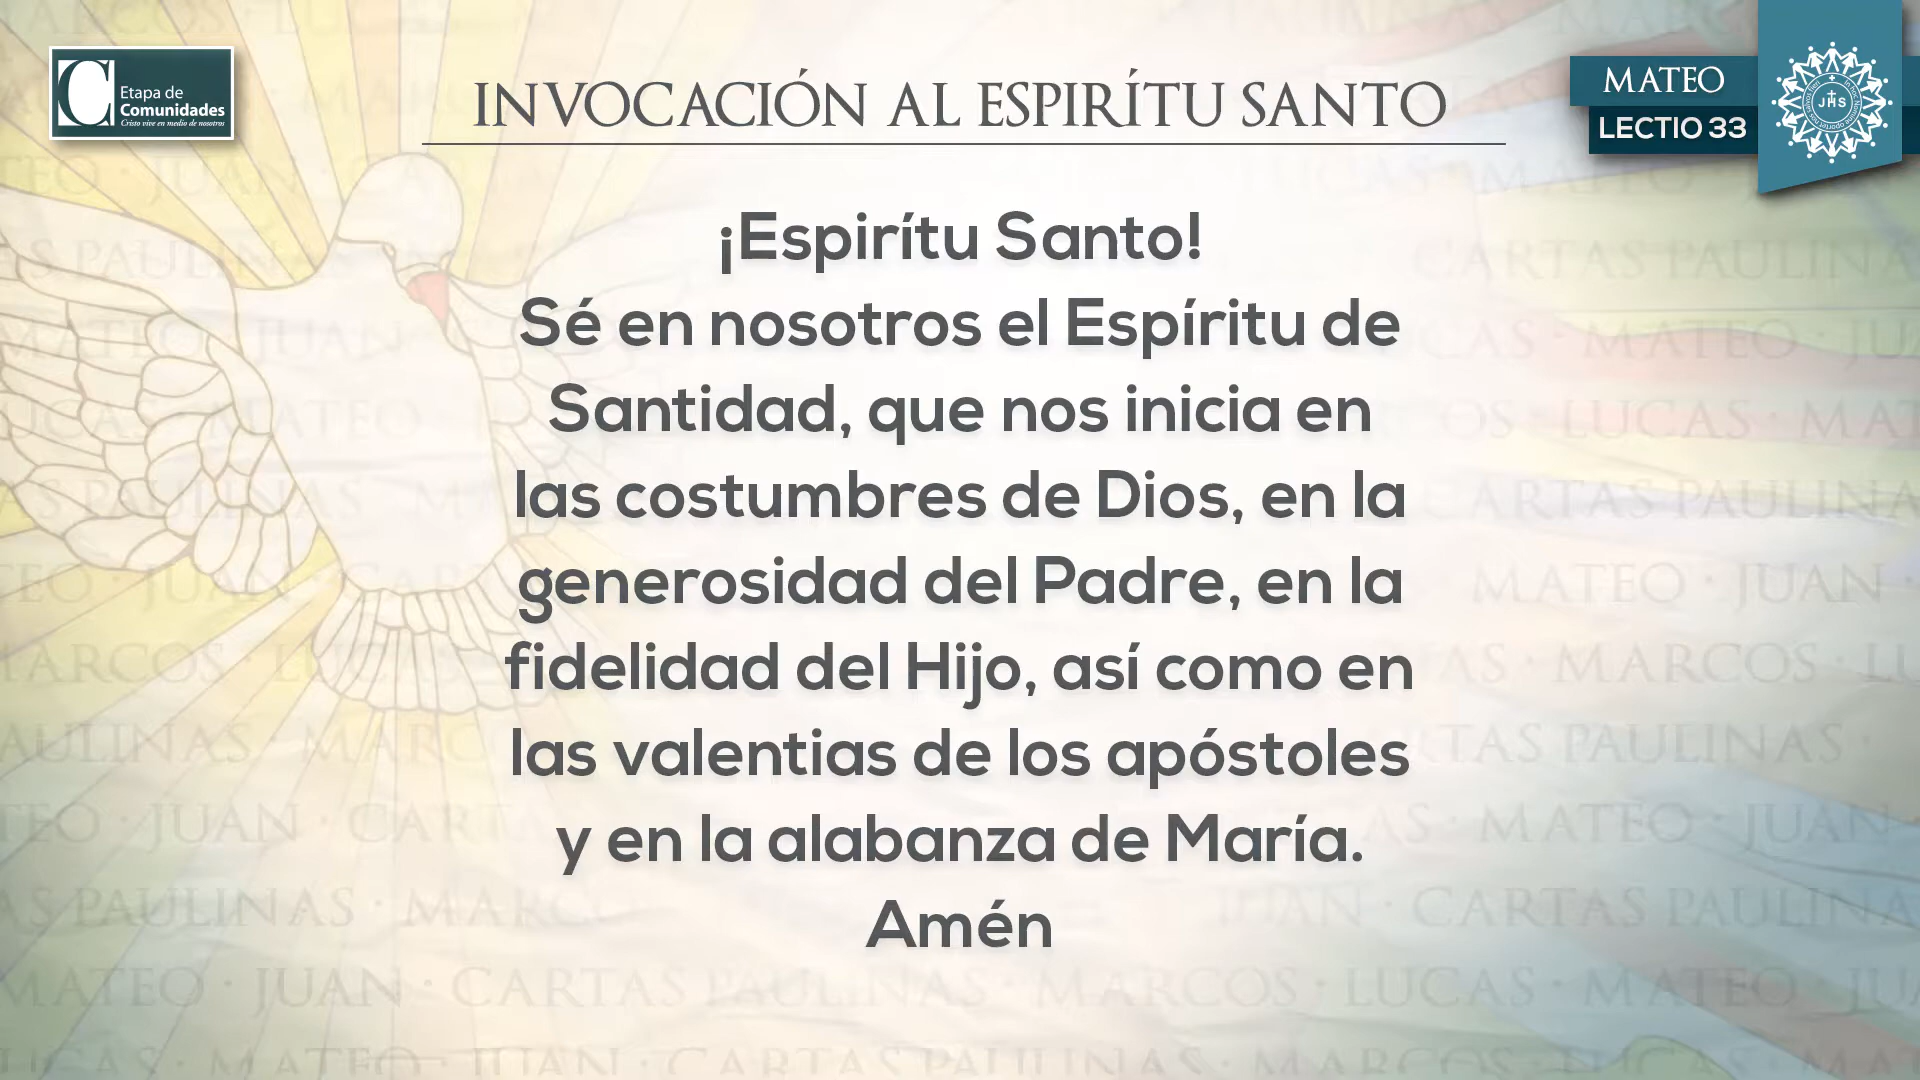 Etapa de
Comunidades
Cristo vive en medio de nosotros
INVOCACIÓN AL ESPIRÍTU SANTO
MATEO
LECTIO 33
JHS
¡Espirítu Santo!
Sé en nosotros el Espíritu de
Santidad, que nos inicia en
las costumbres de Dios, en la
generosidad del Padre, en la
fidelidad del Hijo, así como en
las valentias de los apóstoles
y en la alabanza de María.
Amén